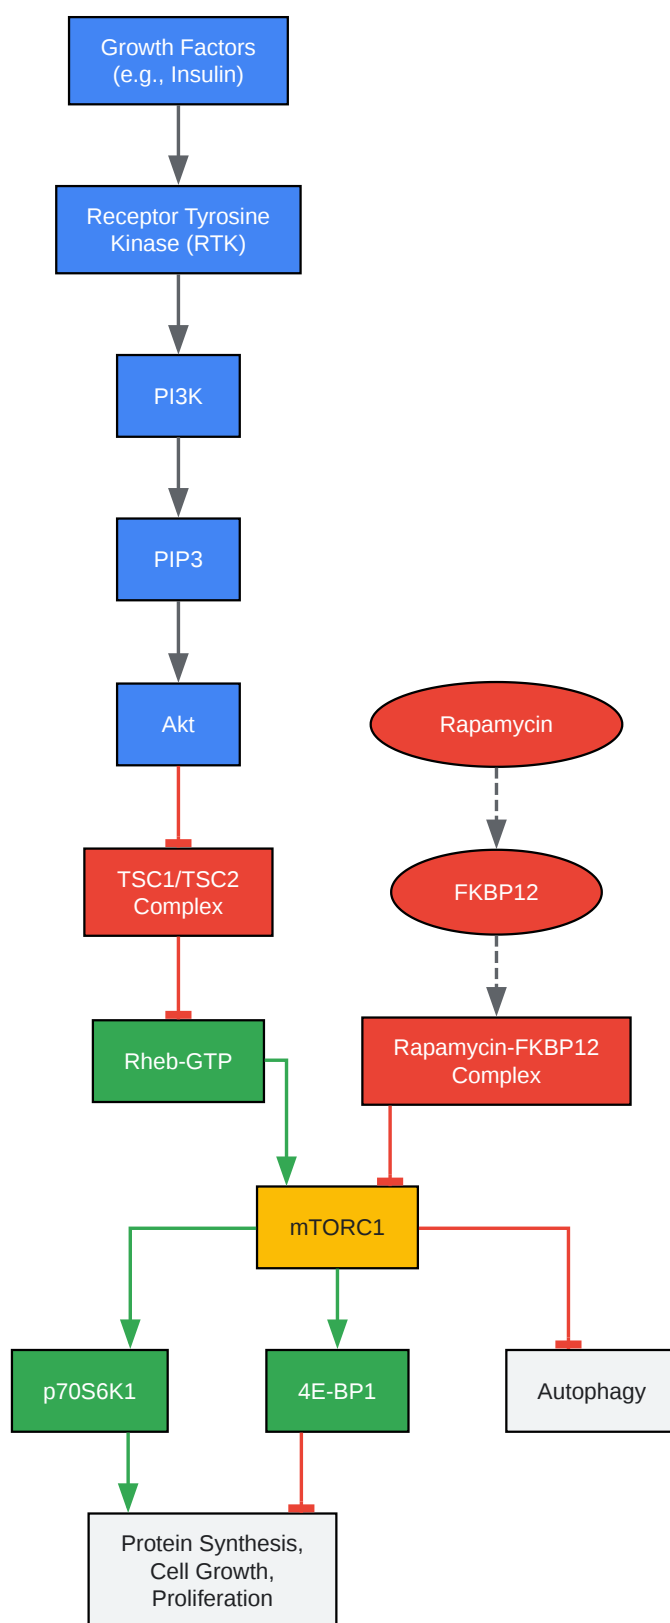 Growth Factors
(e.g., Insulin)
Receptor Tyrosine
Kinase (RTK)
PI3K
PIP3
Akt
Rapamycin
TSC1/TSC2
Complex
FKBP12
Rheb-GTP
Rapamycin-FKBP12
Complex
mTORC1
p70S6K1
4E-BP1
Autophagy
Protein Synthesis,
Cell Growth,
Proliferation